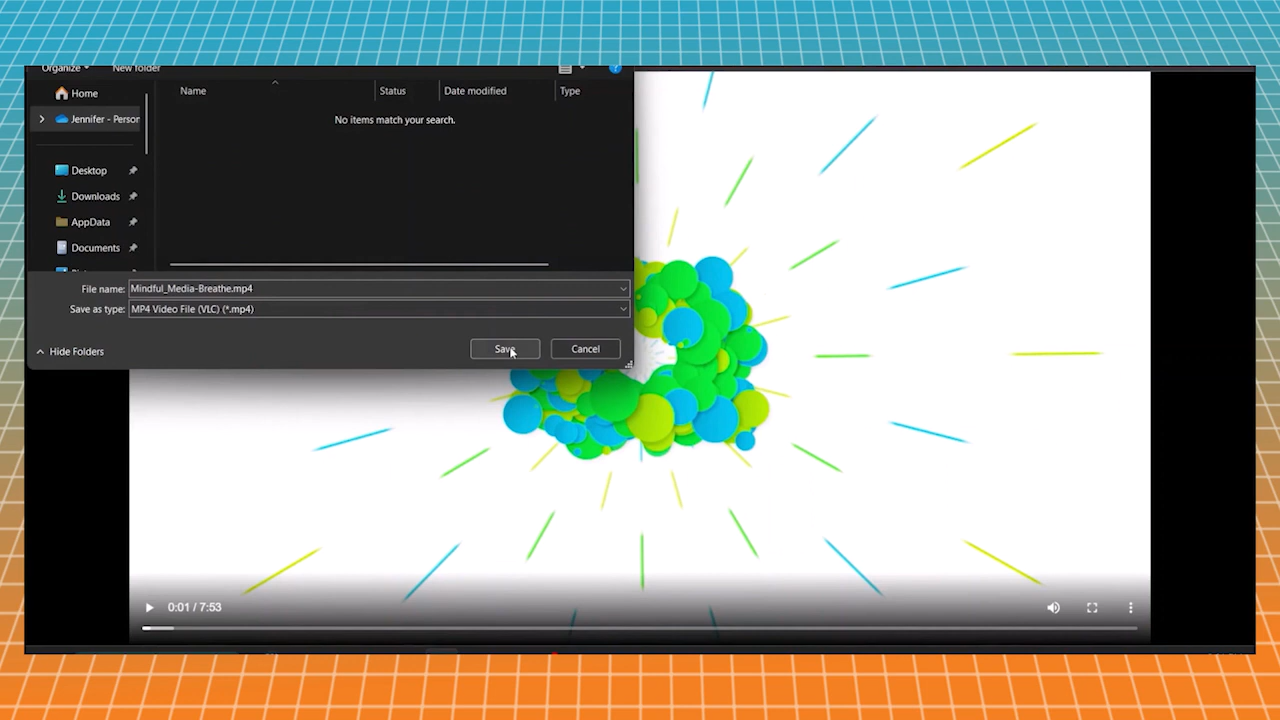 Organize New folder
Name Status Date modified Type
Home
Jennifer - Person
No items match your search.
Desktop
Downloads
AppData
Documents
File name: Mindful_Media-Breathe.mp4
Save as type: MP4 Video File (VLC) (*.mp4)
Hide Folders Save Cancel
0:01 / 7:53